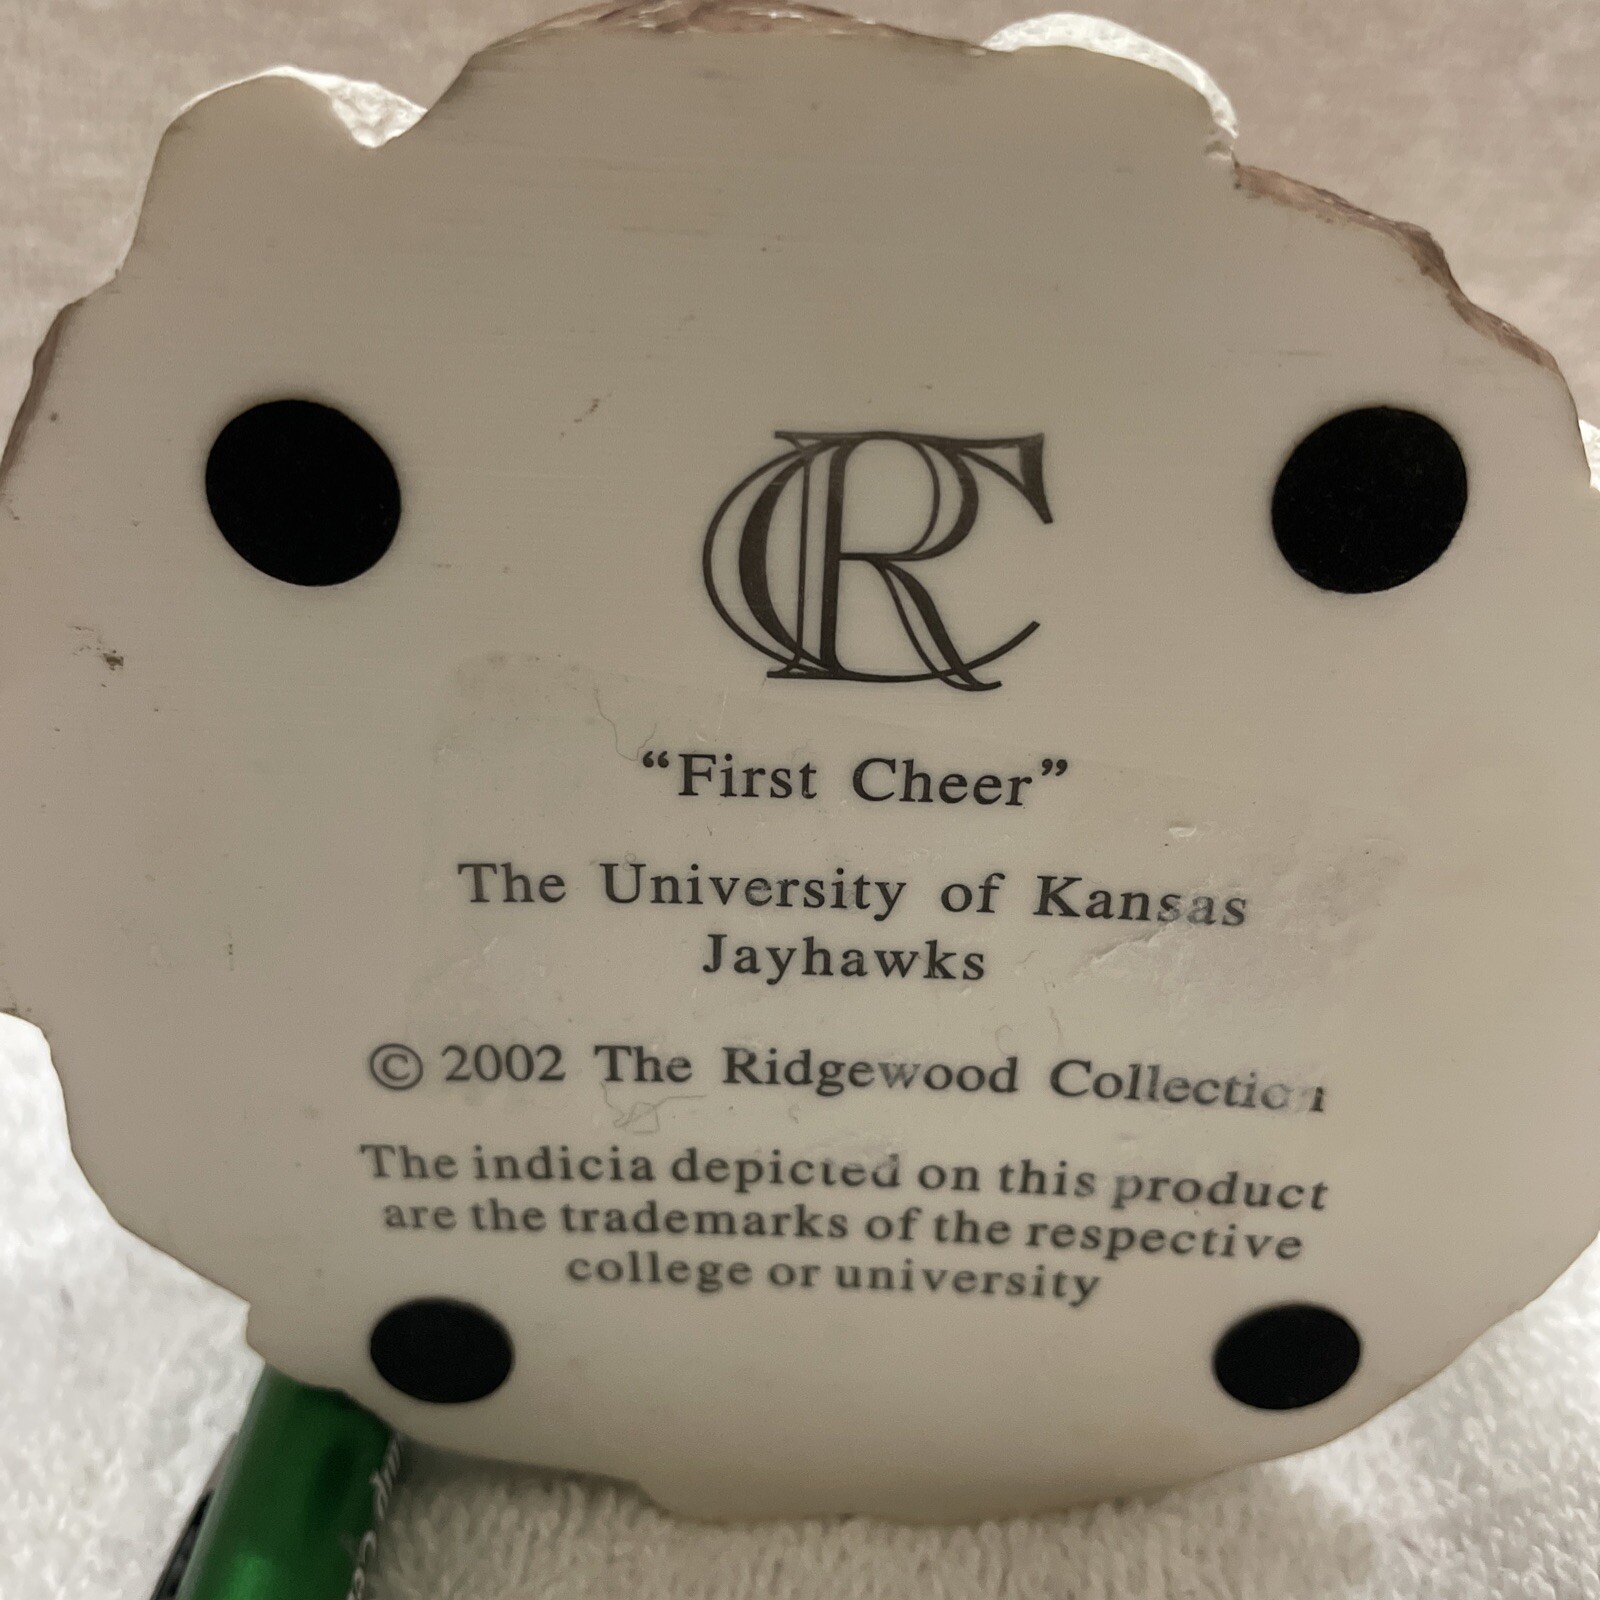 RC
“First Cheer”
The University of Kansas
Jayhawks
© 2002 The Ridgewood Collection
The indicia depicted on this product
are the trademarks of the respective
college or university